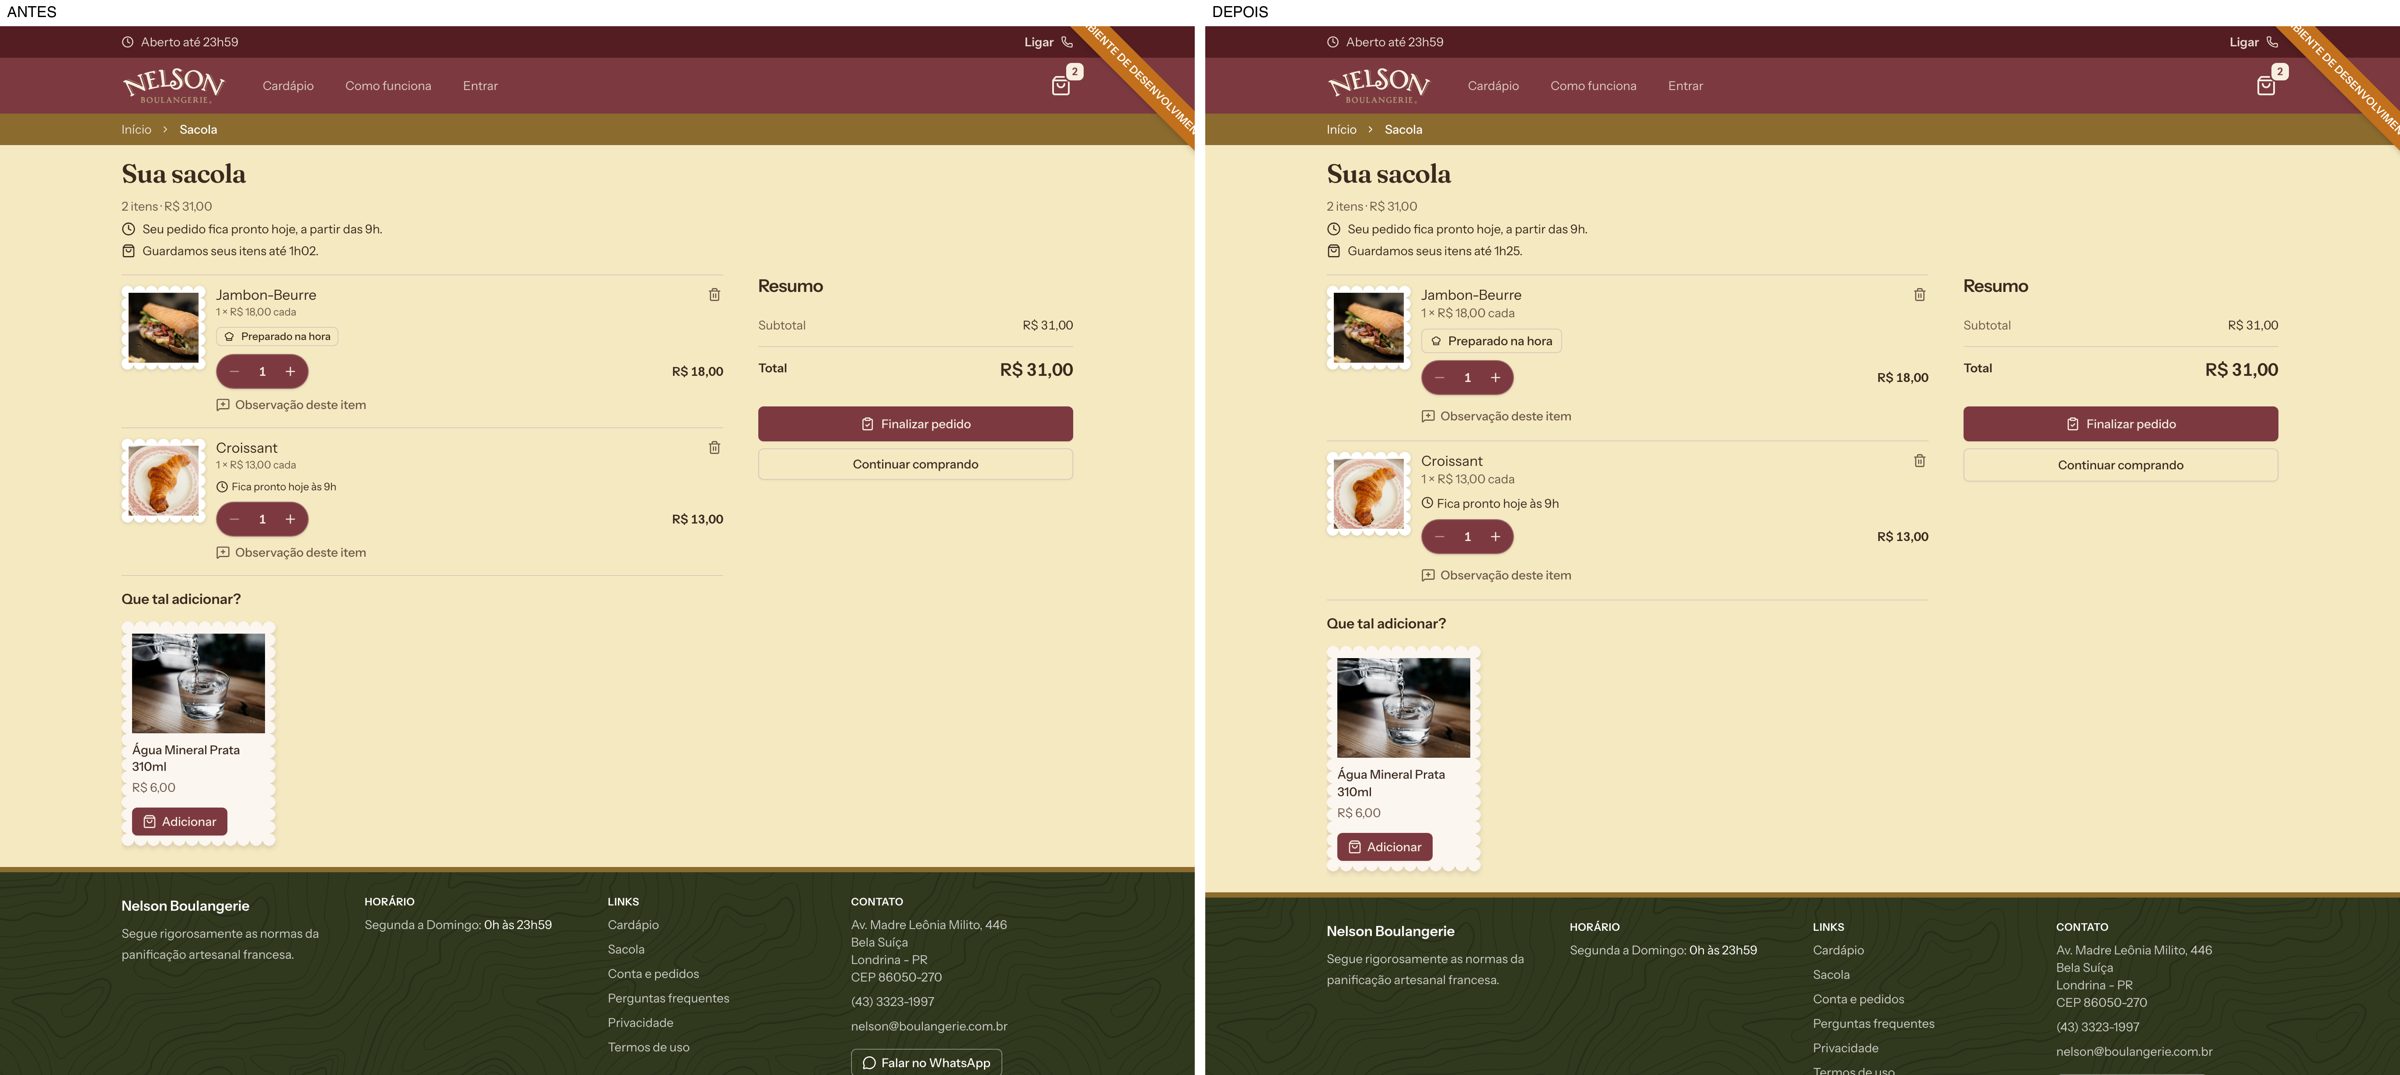 ANTES
Aberto até 23h59
Ligar
NELSON
BOULANGERIE
Cardápio
Como funciona
Entrar
2
DE DESENVOLVIMEN
Início > Sacola
Sua sacola
2 itens · R$ 31,00
Seu pedido fica pronto hoje, a partir das 9h.
Guardamos seus itens até 1h02.
Jambon-Beurre
1 × R$ 18,00 cada
Preparado na hora
− 1 +
R$ 18,00
Observação deste item
Croissant
1 × R$ 13,00 cada
Fica pronto hoje às 9h
− 1 +
R$ 13,00
Observação deste item
Resumo
Subtotal R$ 31,00
Total R$ 31,00
Finalizar pedido
Continuar comprando
Que tal adicionar?
Água Mineral Prata
310ml
R$ 6,00
Adicionar
Nelson Boulangerie
Segue rigorosamente as normas da
panificação artesanal francesa.
HORÁRIO
Segunda a Domingo: 0h às 23h59
LINKS
Cardápio
Sacola
Conta e pedidos
Perguntas frequentes
Privacidade
Termos de uso
CONTATO
Av. Madre Leônia Milito, 446
Bela Suíça
Londrina - PR
CEP 86050-270
(43) 3323-1997
nelson@boulangerie.com.br
Falar no WhatsApp
DEPOIS
Aberto até 23h59
Ligar
NELSON
BOULANGERIE
Cardápio
Como funciona
Entrar
2
DE DESENVOLVIMEN
Início > Sacola
Sua sacola
2 itens · R$ 31,00
Seu pedido fica pronto hoje, a partir das 9h.
Guardamos seus itens até 1h25.
Jambon-Beurre
1 × R$ 18,00 cada
Preparado na hora
− 1 +
R$ 18,00
Observação deste item
Croissant
1 × R$ 13,00 cada
Fica pronto hoje às 9h
− 1 +
R$ 13,00
Observação deste item
Resumo
Subtotal R$ 31,00
Total R$ 31,00
Finalizar pedido
Continuar comprando
Que tal adicionar?
Água Mineral Prata
310ml
R$ 6,00
Adicionar
Nelson Boulangerie
Segue rigorosamente as normas da
panificação artesanal francesa.
HORÁRIO
Segunda a Domingo: 0h às 23h59
LINKS
Cardápio
Sacola
Conta e pedidos
Perguntas frequentes
Privacidade
Termos de uso
CONTATO
Av. Madre Leônia Milito, 446
Bela Suíça
Londrina - PR
CEP 86050-270
(43) 3323-1997
nelson@boulangerie.com.br